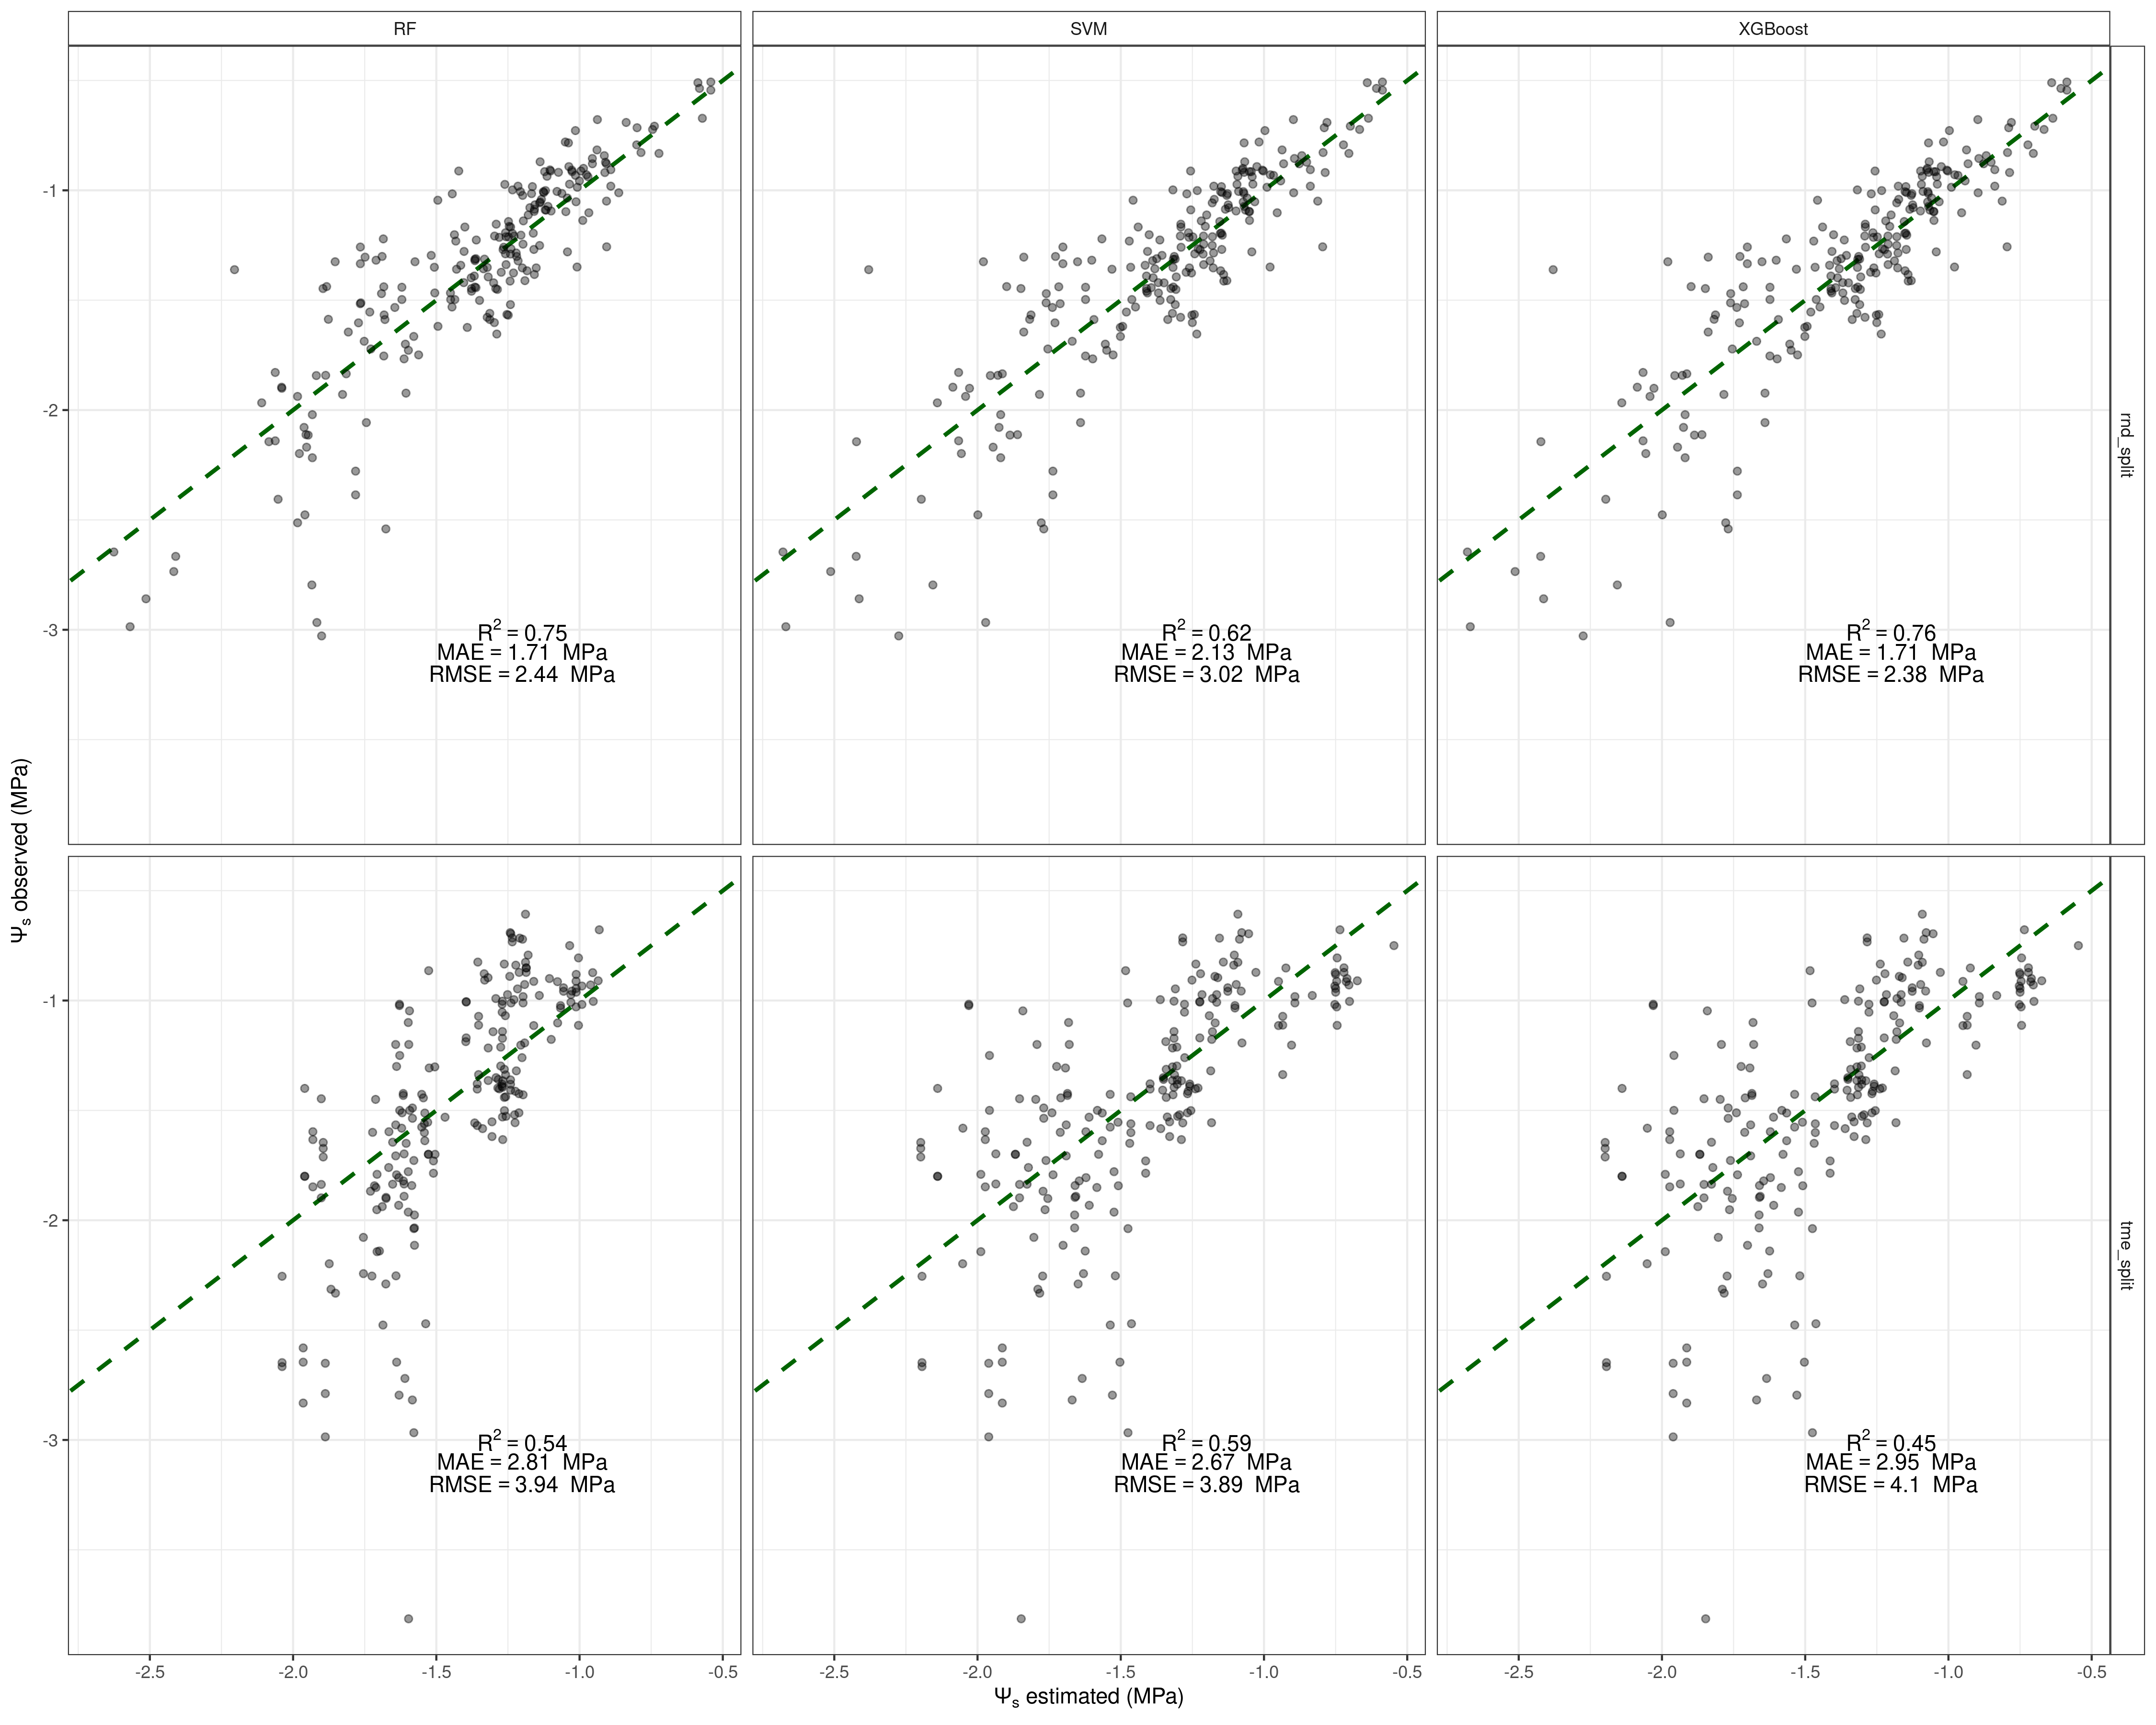 RF
SVM
XGBoost
-1
-2
-3
R² = 0.75
MAE = 1.71 MPa
RMSE = 2.44 MPa
R² = 0.62
MAE = 2.13 MPa
RMSE = 3.02 MPa
R² = 0.76
MAE = 1.71 MPa
RMSE = 2.38 MPa
rnd_split
Ψs observed (MPa)
-1
-2
-3
R² = 0.54
MAE = 2.81 MPa
RMSE = 3.94 MPa
R² = 0.59
MAE = 2.67 MPa
RMSE = 3.89 MPa
R² = 0.45
MAE = 2.95 MPa
RMSE = 4.1 MPa
tme_split
-2.5 -2.0 -1.5 -1.0 -0.5
-2.5 -2.0 -1.5 -1.0 -0.5
-2.5 -2.0 -1.5 -1.0 -0.5
Ψs estimated (MPa)